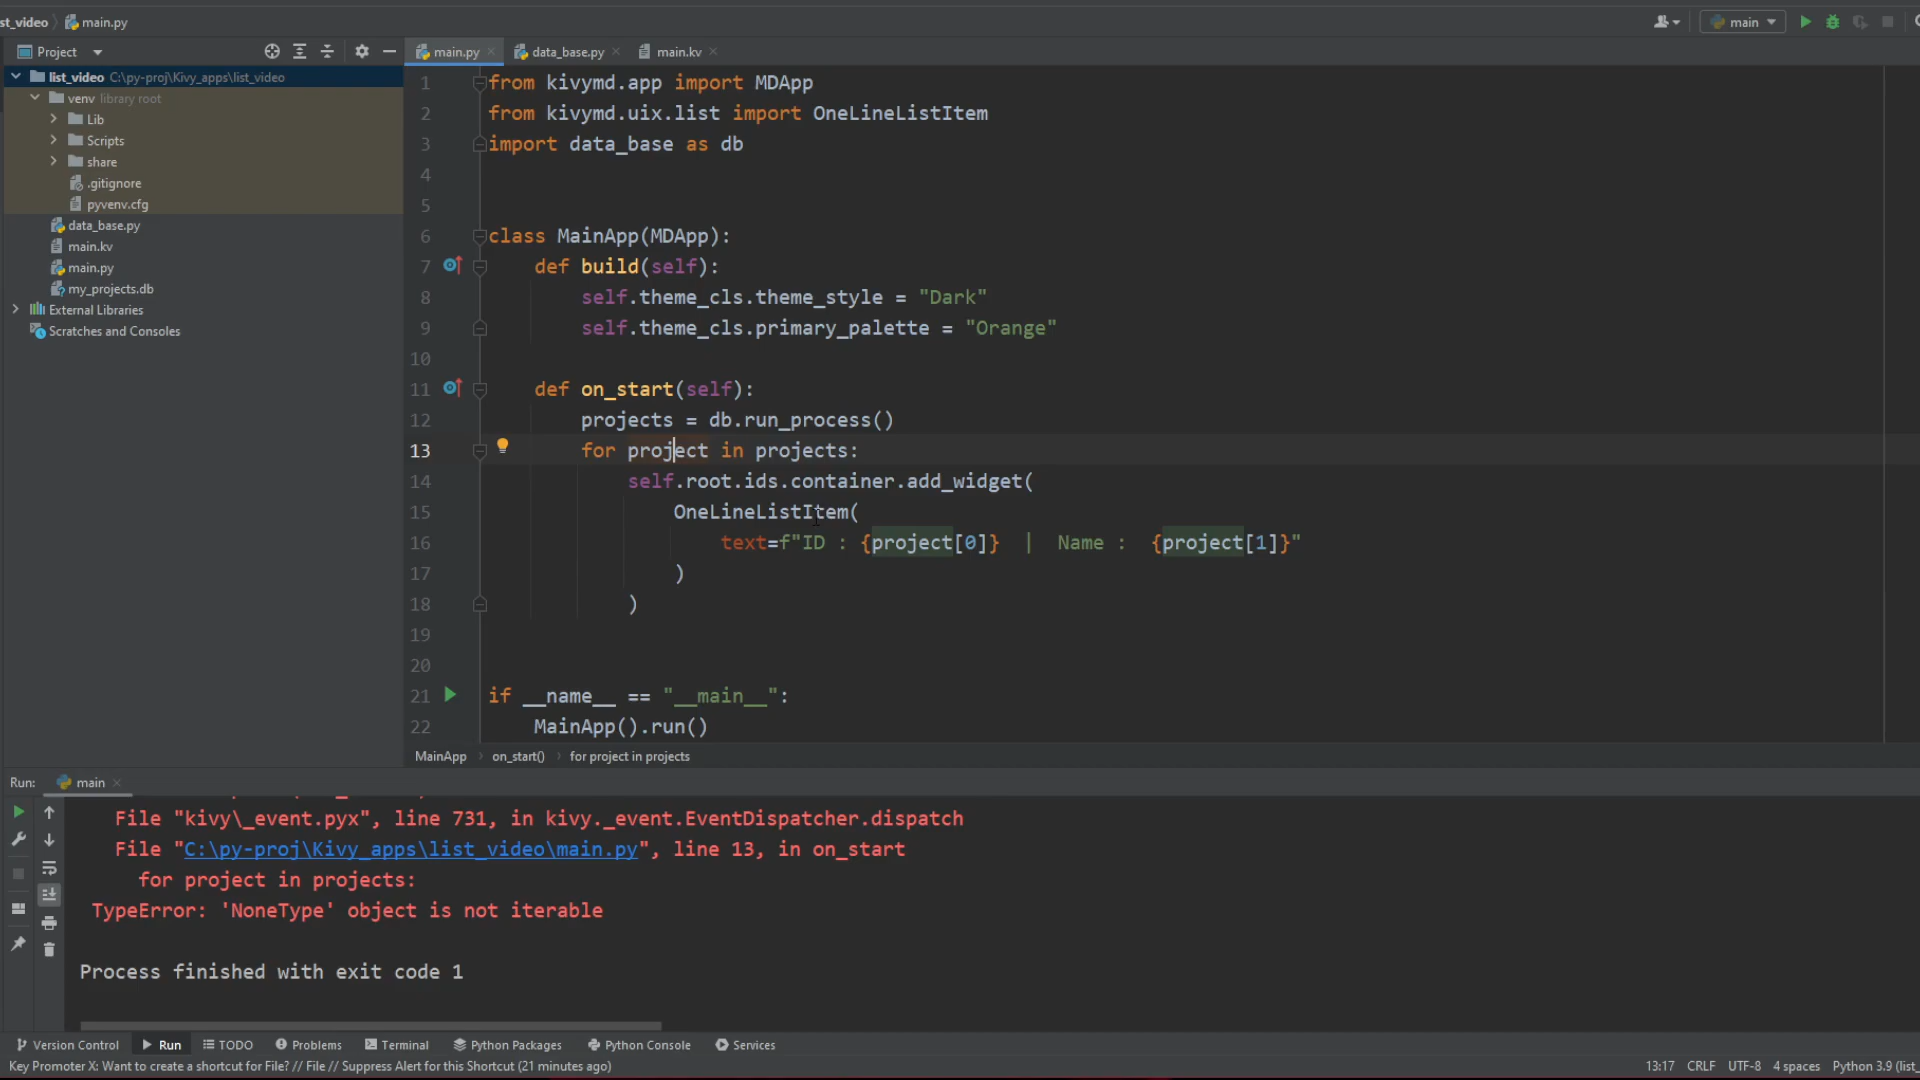 st_video main.py
main
Project
main.py data_base.py main.kv
list_video C:\py-proj\Kivy_apps\list_video
venv library root
Lib
Scripts
share
.gitignore
pyvenv.cfg
data_base.py
main.kv
main.py
my_projects.db
External Libraries
Scratches and Consoles
1 from kivymd.app import MDApp
2 from kivymd.uix.list import OneLineListItem
3 import data_base as db
4
5
6 class MainApp(MDApp):
7 def build(self):
8 self.theme_cls.theme_style = "Dark"
9 self.theme_cls.primary_palette = "Orange"
10
11 def on_start(self):
12 projects = db.run_process()
13 for project in projects:
14 self.root.ids.container.add_widget(
15 OneLineListItem(
16 text=f"ID : {project[0]} | Name : {project[1]}"
17 )
18 )
19
20
21 if __name__ == "__main__":
22 MainApp().run()
MainApp on_start() for project in projects
Run: main
File "kivy\_event.pyx", line 731, in kivy._event.EventDispatcher.dispatch
File "C:\py-proj\Kivy_apps\list_video\main.py", line 13, in on_start
for project in projects:
TypeError: 'NoneType' object is not iterable
Process finished with exit code 1
Version Control Run TODO Problems Terminal Python Packages Python Console Services
Key Promoter X: Want to create a shortcut for File? // File // Suppress Alert for this Shortcut (21 minutes ago) 13:17 CRLF UTF-8 4 spaces Python 3.9 (list_